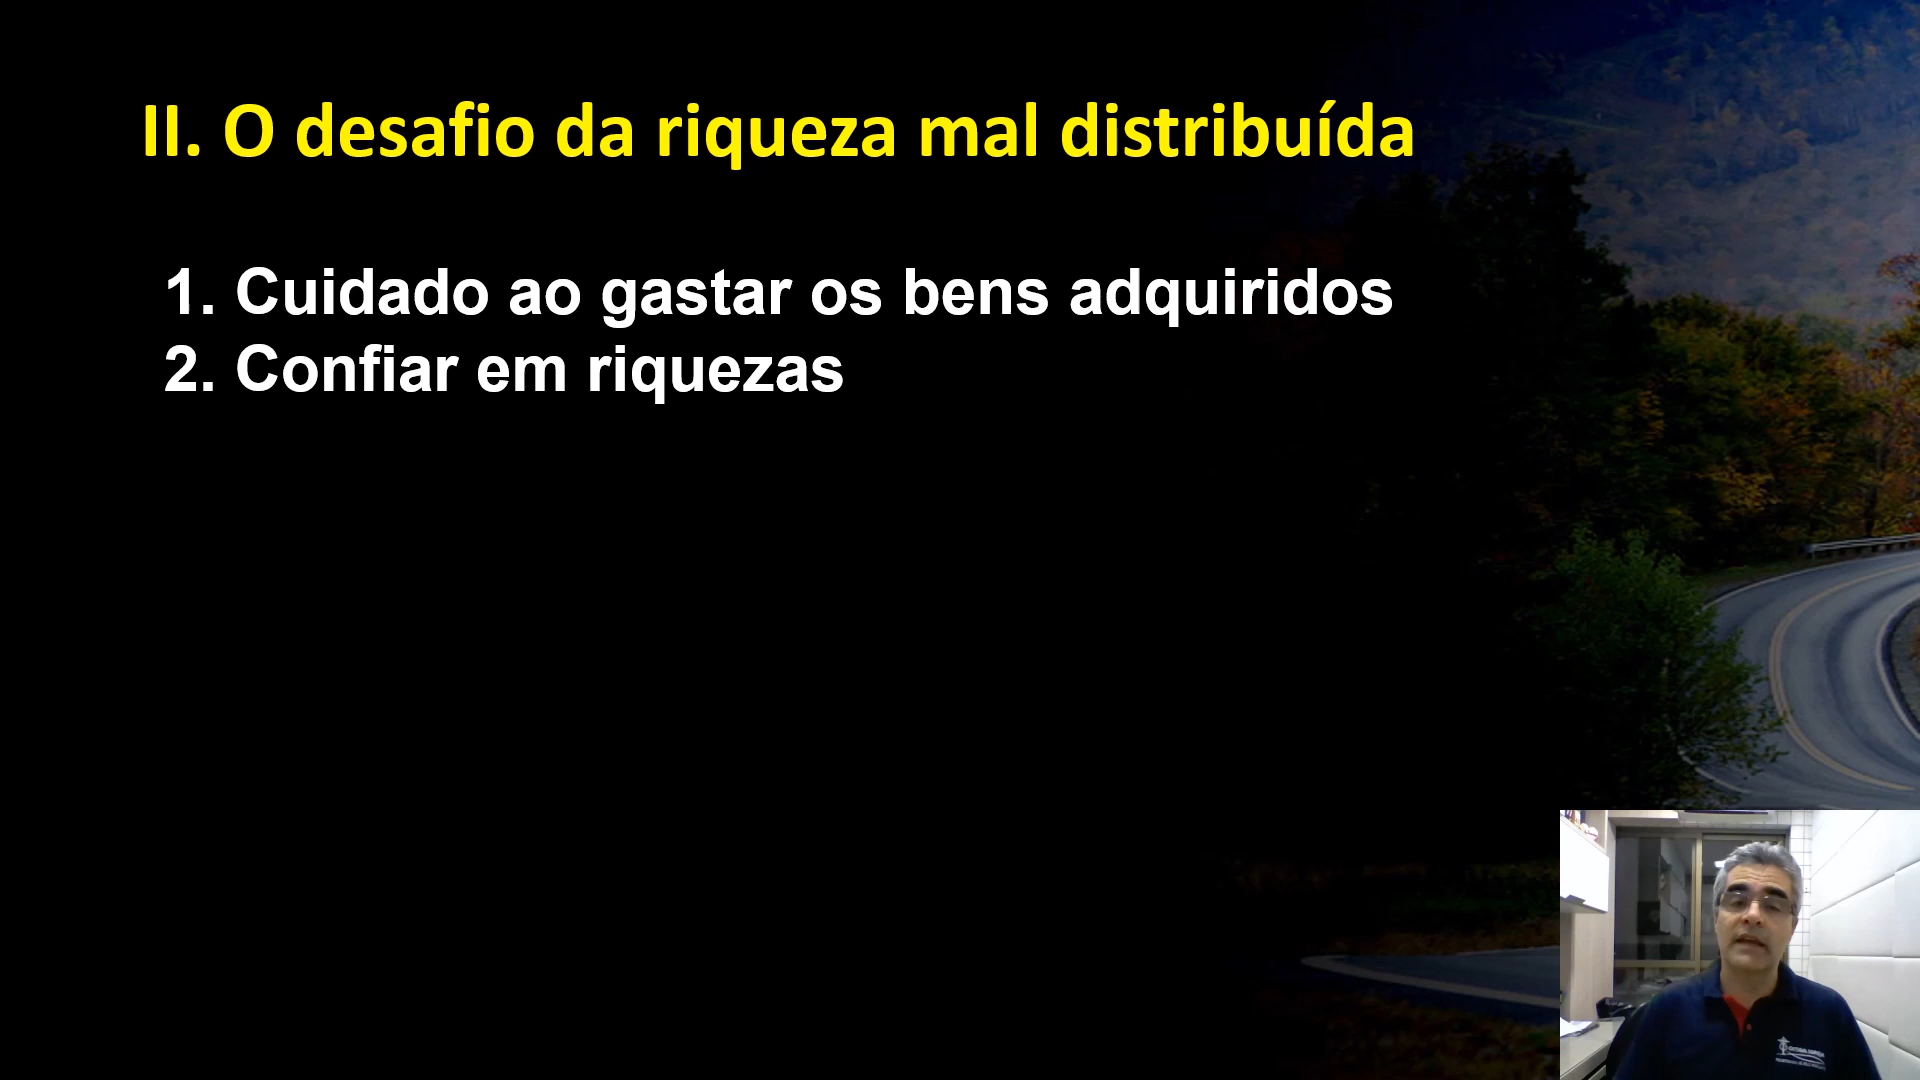 II. O desafio da riqueza mal distribuída
1. Cuidado ao gastar os bens adquiridos
2. Confiar em riquezas